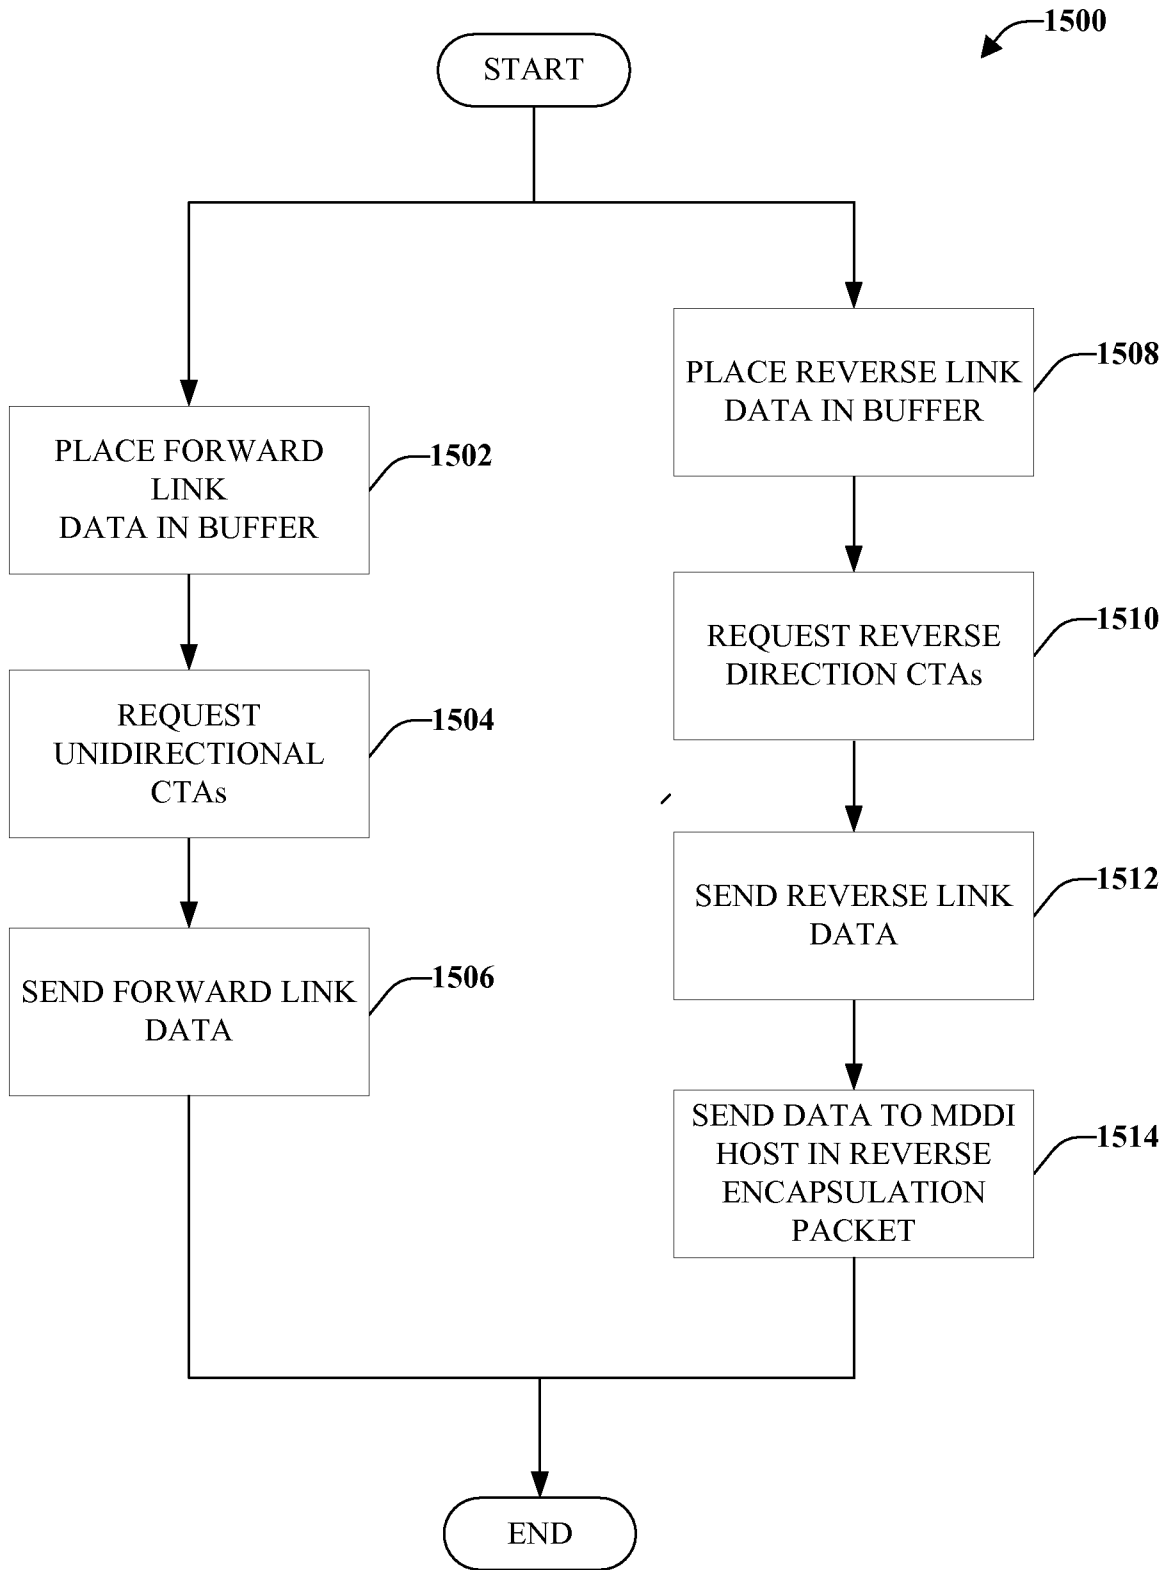 1500
START
PLACE FORWARD
LINK
DATA IN BUFFER
1502
REQUEST
UNIDIRECTIONAL
CTAs
1504
SEND FORWARD LINK
DATA
1506
PLACE REVERSE LINK
DATA IN BUFFER
1508
REQUEST REVERSE
DIRECTION CTAs
1510
SEND REVERSE LINK
DATA
1512
SEND DATA TO MDDI
HOST IN REVERSE
ENCAPSULATION
PACKET
1514
END